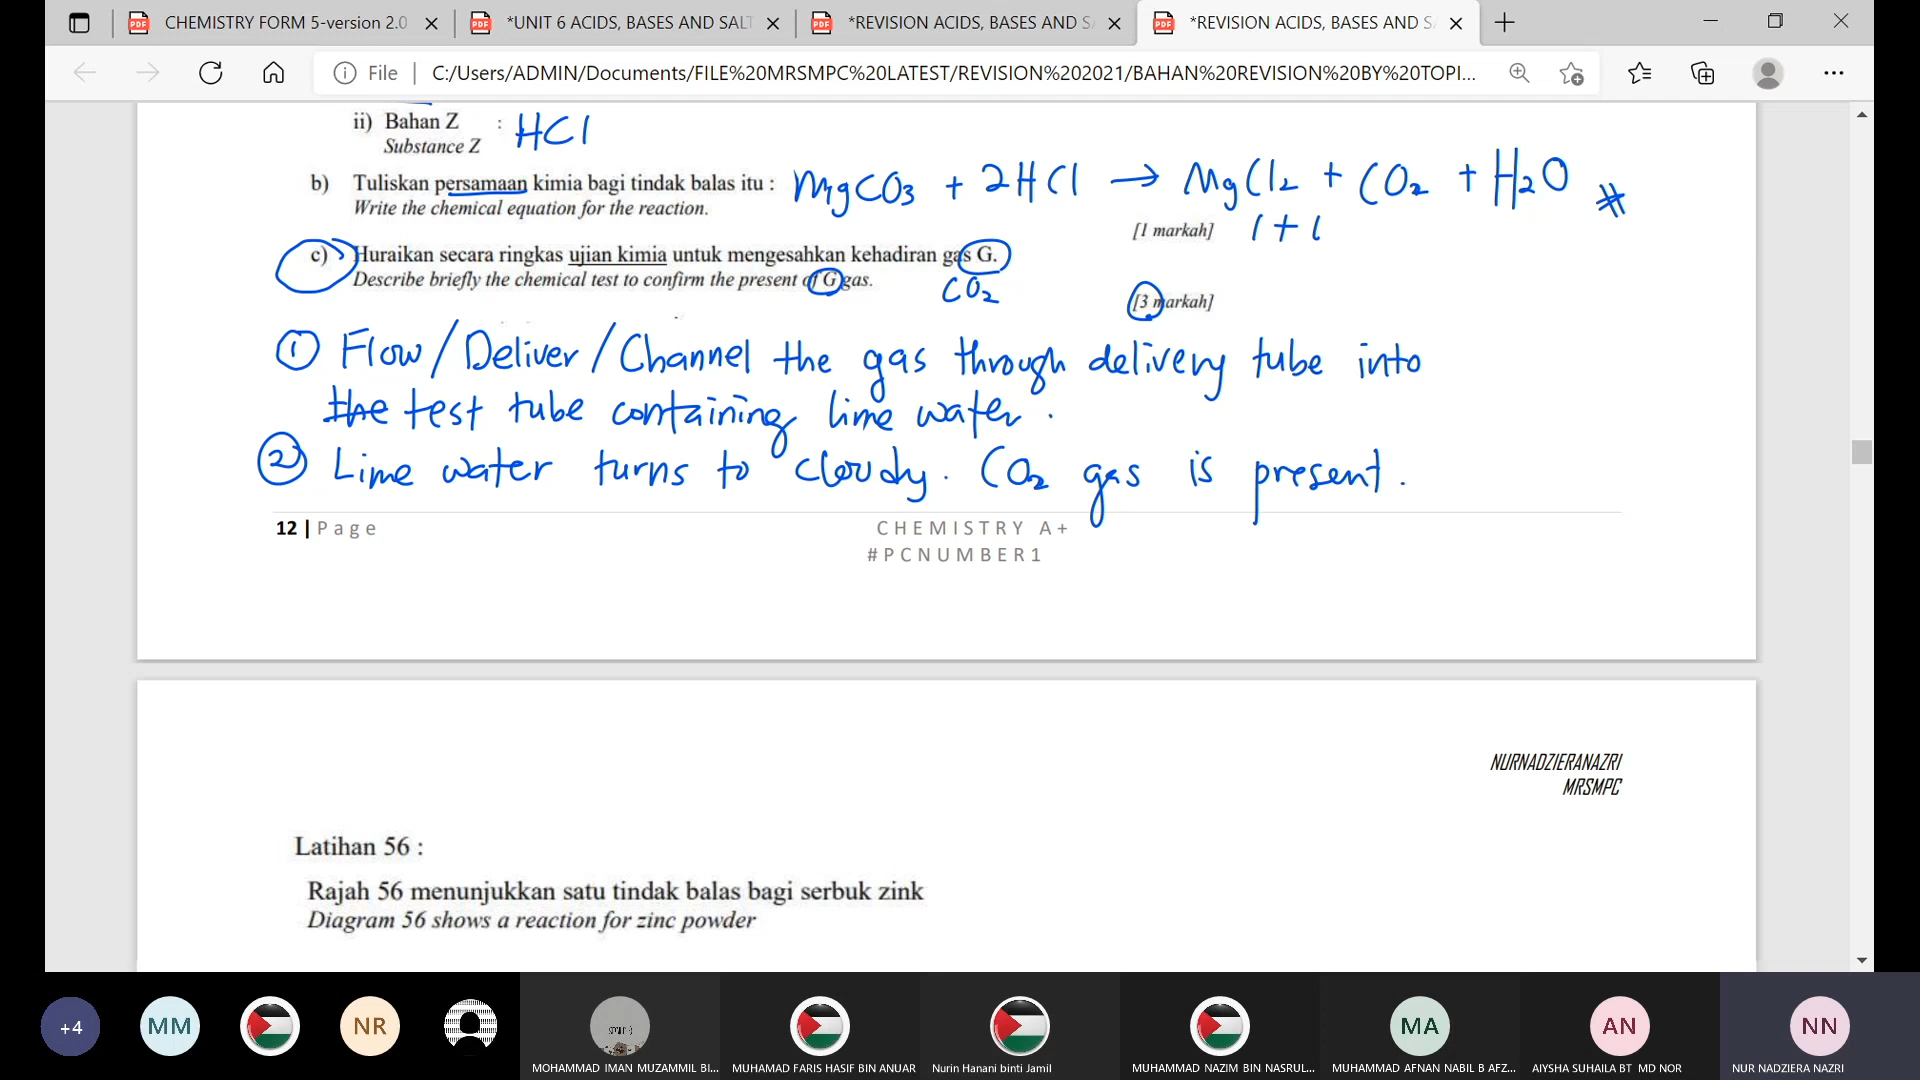 CHEMISTRY FORM 5-version 2.0
*UNIT 6 ACIDS, BASES AND SALT
*REVISION ACIDS, BASES AND SA
*REVISION ACIDS, BASES AND SA
File | C:/Users/ADMIN/Documents/FILE%20MRSMPC%20LATEST/REVISION%202021/BAHAN%20REVISION%20BY%20TOPI...
ii) Bahan Z : HCl
Substance Z
b) Tuliskan persamaan kimia bagi tindak balas itu : MgCO3 + 2HCl → MgCl2 + CO2 + H2O #
Write the chemical equation for the reaction.
[1 markah] 1 + 1
c) Huraikan secara ringkas ujian kimia untuk mengesahkan kehadiran gas G.
Describe briefly the chemical test to confirm the present of G gas. CO2
[3 markah]
① Flow/Deliver/Channel the gas through delivery tube into
the test tube containing lime water.
② Lime water turns to cloudy. CO2 gas is present.
12 | Page
CHEMISTRY A+
#PCNUMBER1
NURNADZIERANAZRI
MRSMPC
Latihan 56 :
Rajah 56 menunjukkan satu tindak balas bagi serbuk zink
Diagram 56 shows a reaction for zinc powder
+4
MM
NR
MA
AN
NN
MOHAMMAD IMAN MUZAMMIL BI...
MUHAMAD FARIS HASIF BIN ANUAR
Nurin Hanani binti Jamil
MUHAMMAD NAZIM BIN NASRUL...
MUHAMMAD AFNAN NABIL B AFZ...
AIYSHA SUHAILA BT MD NOR
NUR NADZIERA NAZRI